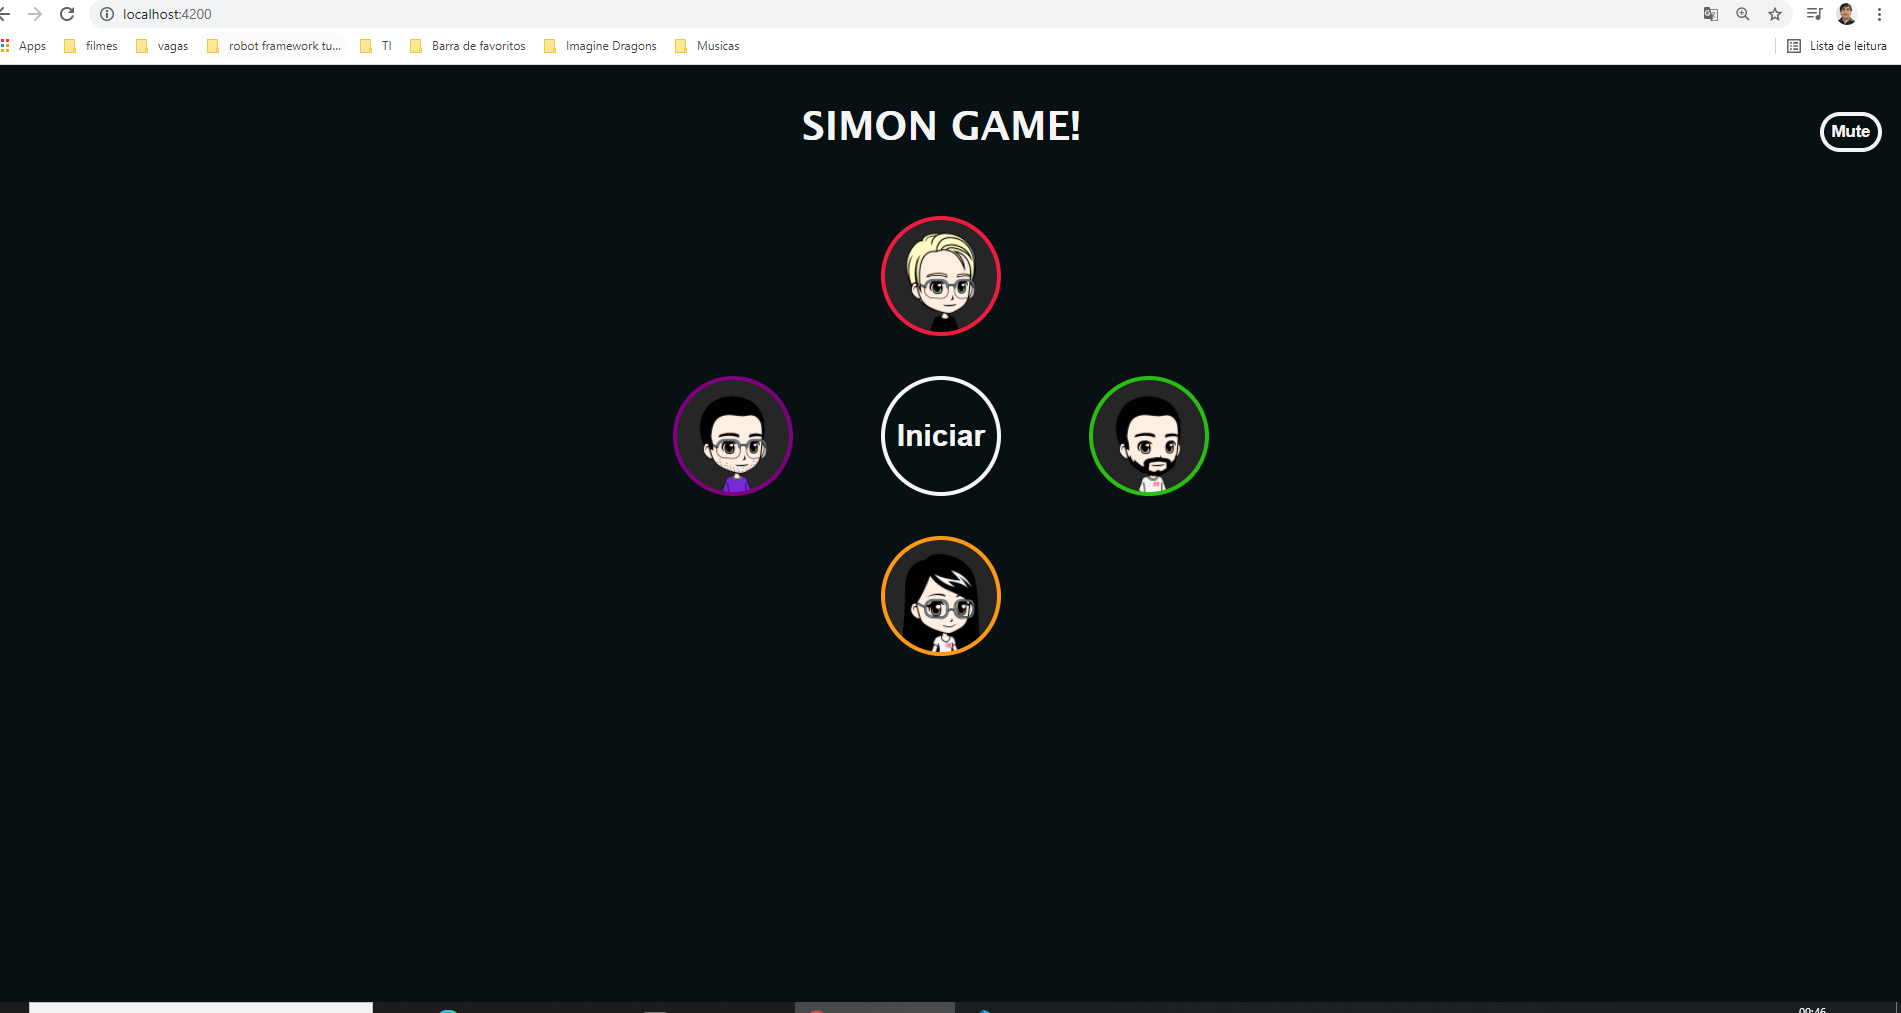 localhost:4200
Apps filmes vagas robot framework tu... TI Barra de favoritos Imagine Dragons Musicas Lista de leitura
SIMON GAME!
Mute
Iniciar